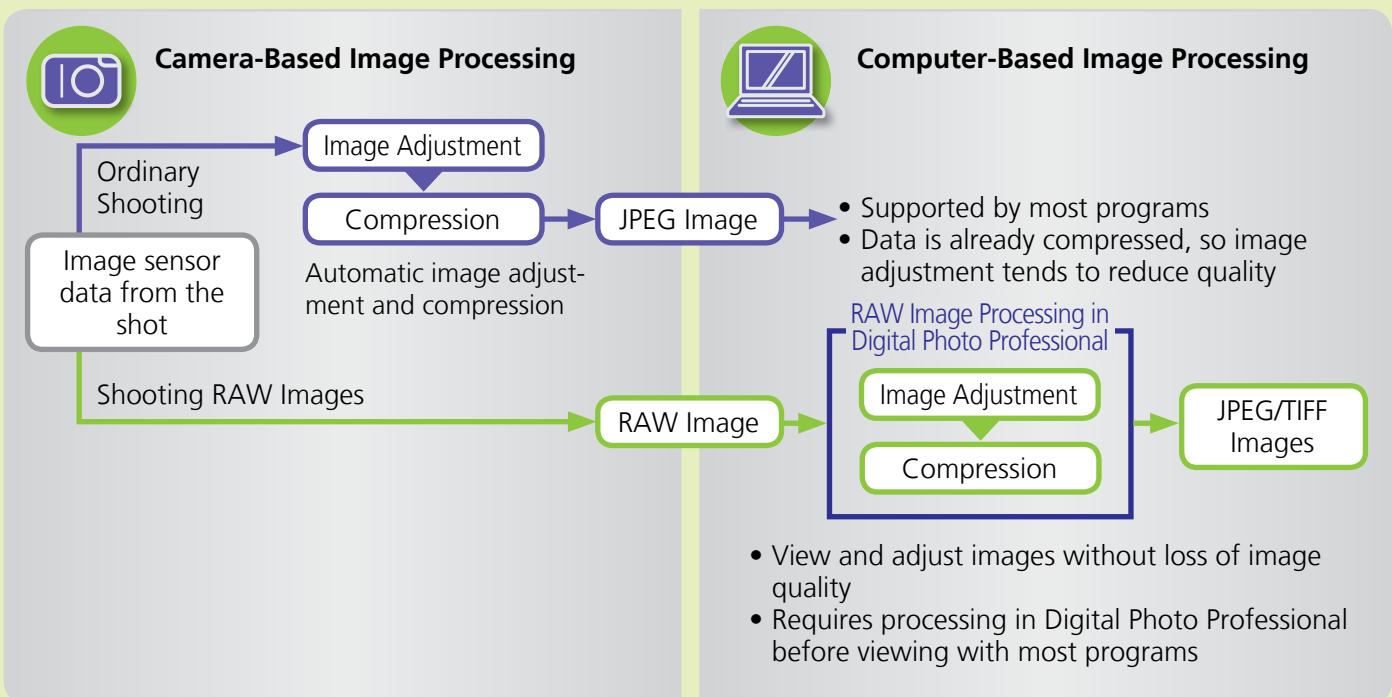 Camera-Based Image Processing
Ordinary
Shooting
Image Adjustment
Compression
JPEG Image
Automatic image adjust-
ment and compression
Image sensor
data from the
shot
Shooting RAW Images
RAW Image
Computer-Based Image Processing
• Supported by most programs
• Data is already compressed, so image
adjustment tends to reduce quality
RAW Image Processing in
Digital Photo Professional
Image Adjustment
Compression
JPEG/TIFF
Images
• View and adjust images without loss of image
quality
• Requires processing in Digital Photo Professional
before viewing with most programs